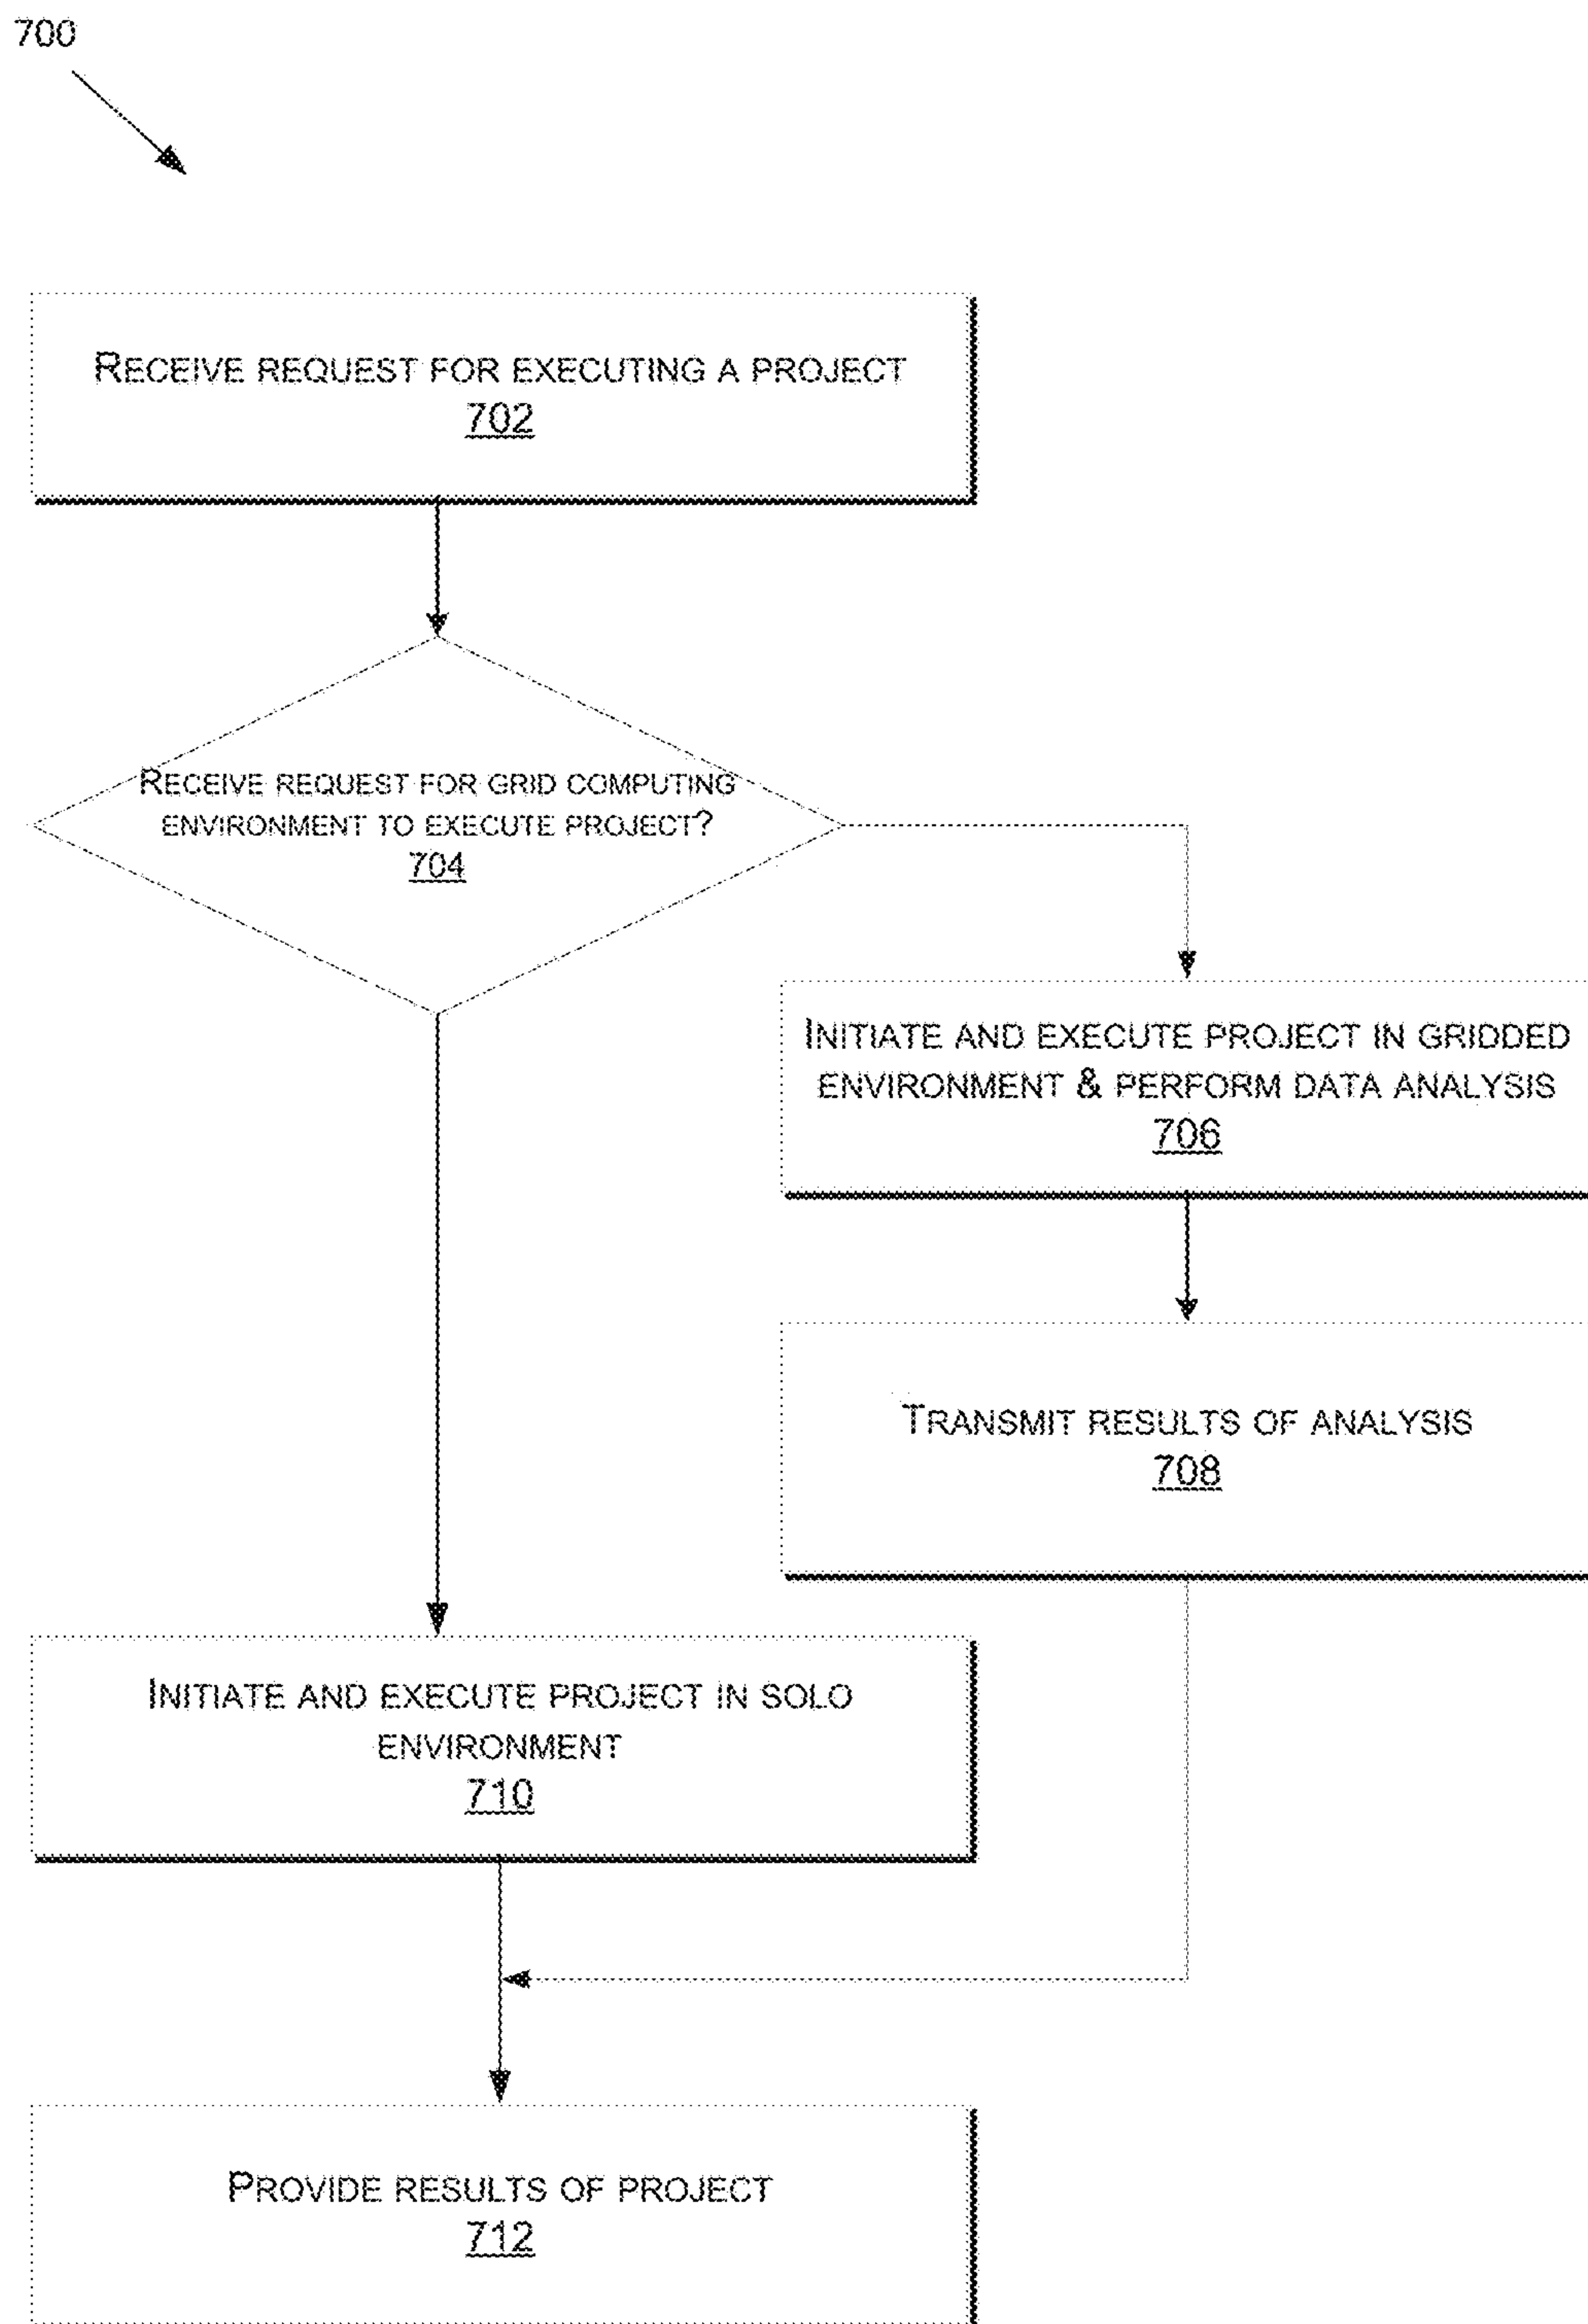 700
RECEIVE REQUEST FOR EXECUTING A PROJECT
702
RECEIVE REQUEST FOR GRID COMPUTING
ENVIRONMENT TO EXECUTE PROJECT?
704
INITIATE AND EXECUTE PROJECT IN GRIDDED
ENVIRONMENT & PERFORM DATA ANALYSIS
706
TRANSMIT RESULTS OF ANALYSIS
708
INITIATE AND EXECUTE PROJECT IN SOLO
ENVIRONMENT
710
PROVIDE RESULTS OF PROJECT
712